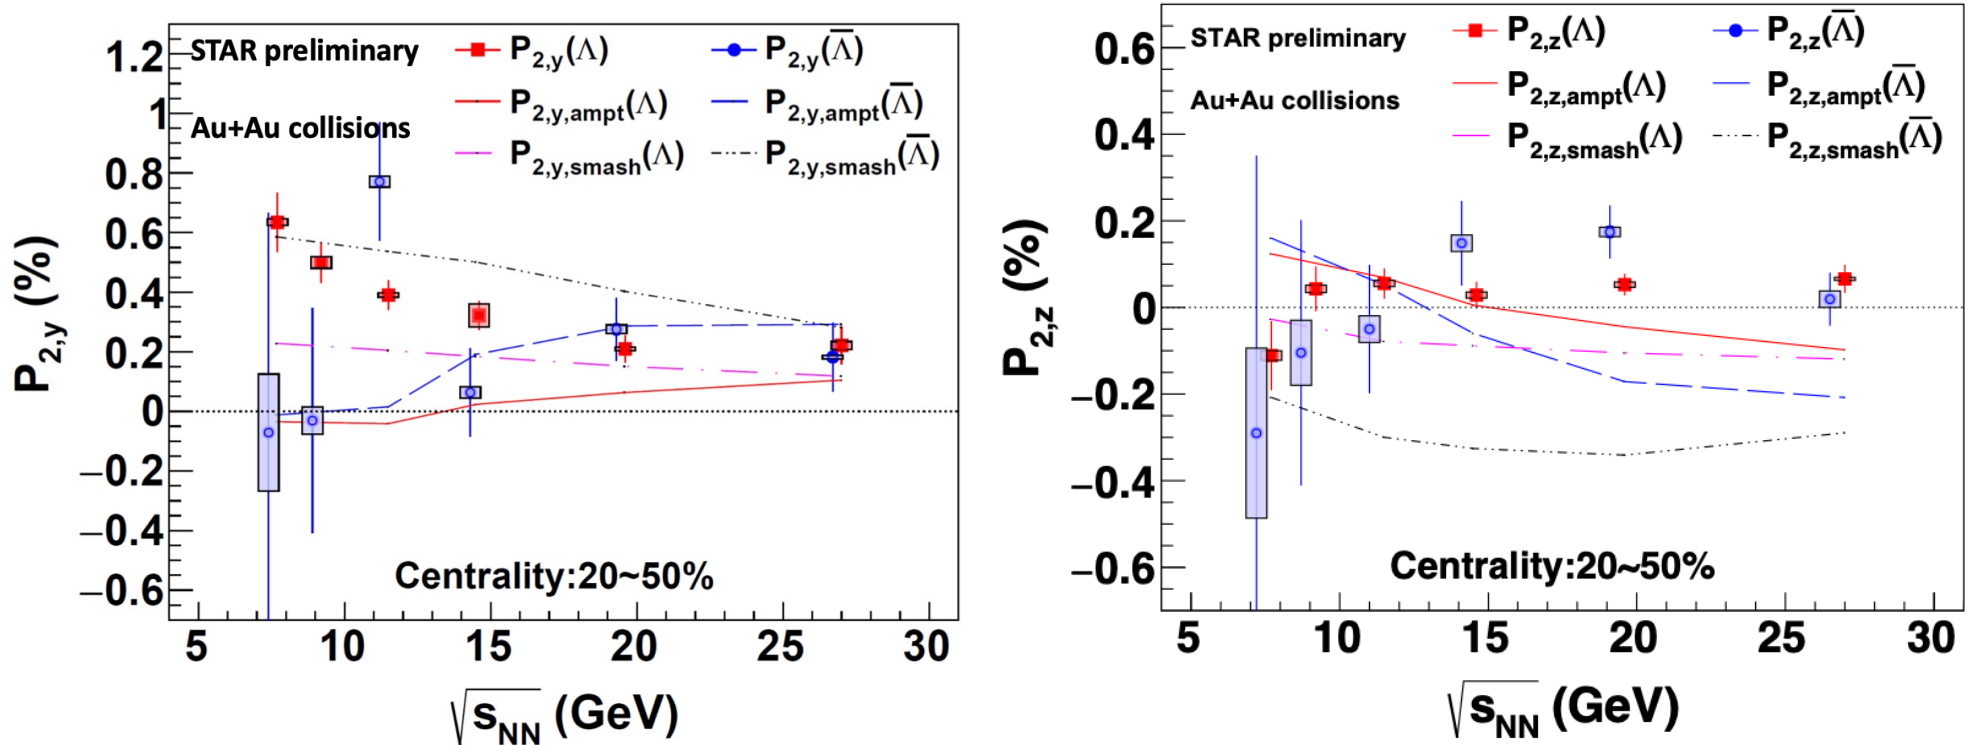 STAR preliminary
Au+Au collisions
P2,y(Λ)
P2,y(Λ̅)
P2,y,ampt(Λ)
P2,y,ampt(Λ̅)
P2,y,smash(Λ)
P2,y,smash(Λ̅)
1.2
1
0.8
0.6
0.4
0.2
0
−0.2
−0.4
−0.6
P2,y (%)
Centrality:20~50%
5 10 15 20 25 30
√sNN (GeV)
STAR preliminary
Au+Au collisions
P2,z(Λ)
P2,z(Λ̅)
P2,z,ampt(Λ)
P2,z,ampt(Λ̅)
P2,z,smash(Λ)
P2,z,smash(Λ̅)
0.6
0.4
0.2
0
−0.2
−0.4
−0.6
P2,z (%)
Centrality:20~50%
5 10 15 20 25 30
√sNN (GeV)